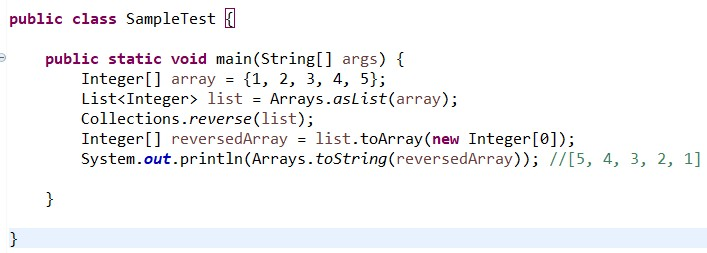 public class SampleTest {
public static void main(String[] args) {
Integer[] array = {1, 2, 3, 4, 5};
List<Integer> list = Arrays.asList(array);
Collections.reverse(list);
Integer[] reversedArray = list.toArray(new Integer[0]);
System.out.println(Arrays.toString(reversedArray)); //[5, 4, 3, 2, 1]
}
}